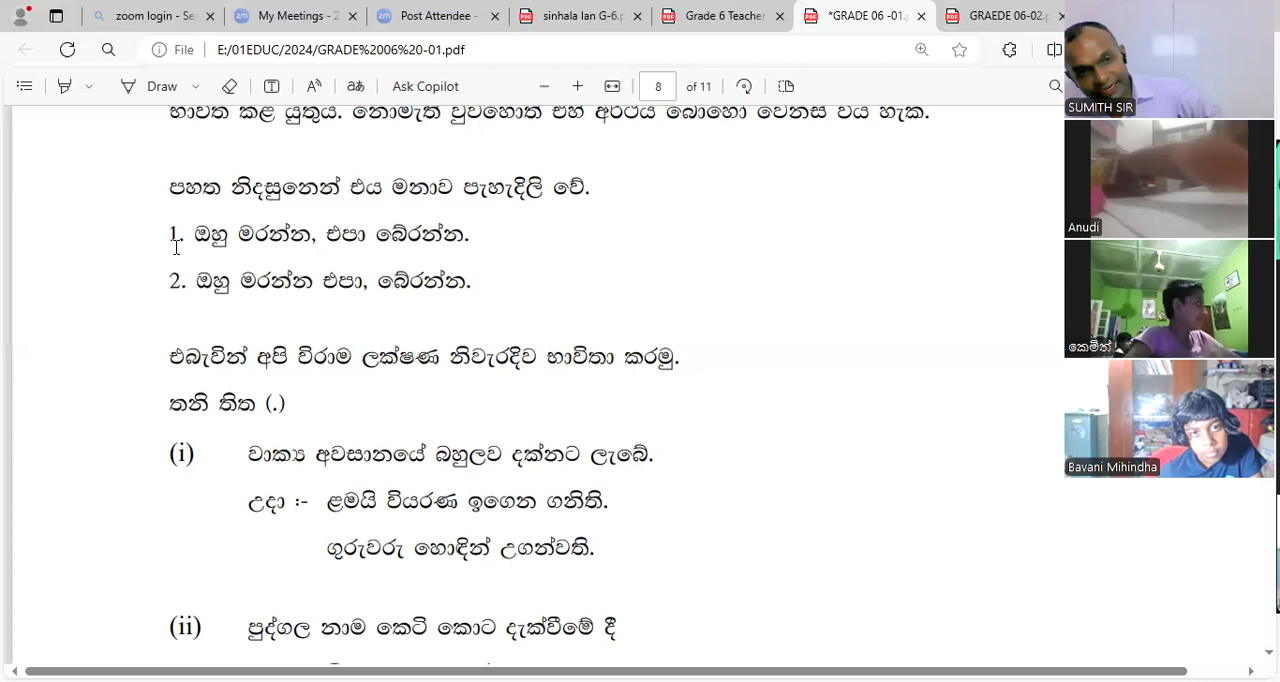 zoom login - Se
My Meetings - Z
Post Attendee -
sinhala lan G-6.p
Grade 6 Teacher
*GRADE 06 -01.p
GRAEDE 06-02.p
File
E:/01EDUC/2024/GRADE%2006%20-01.pdf
Draw
Ask Copilot
8
of 11
භාවිත කළ යුතුය. නොමැති වුවහොත් එහි අර්ථය බොහෝ වෙනස් විය හැක.
පහත නිදසුනෙන් එය මනාව පැහැදිලි වේ.
1. ඔහු මරන්න, එපා බේරන්න.
2. ඔහු මරන්න එපා, බේරන්න.
එබැවින් අපි විරාම ලක්ෂණ නිවැරදිව භාවිතා කරමු.
තනි තිත (.)
(i) වාක්‍ය අවසානයේ බහුලව දක්නට ලැබේ.
උදා :- ළමයි ව්යරණ ඉගෙන ගනිති.
ගුරුවරු හොඳින් උගන්වති.
(ii) පුද්ගල නාම කෙටි කොට දැක්වීමේ දී
SUMITH SIR
Anudi
කෙමිත්
Bavani Mihindha